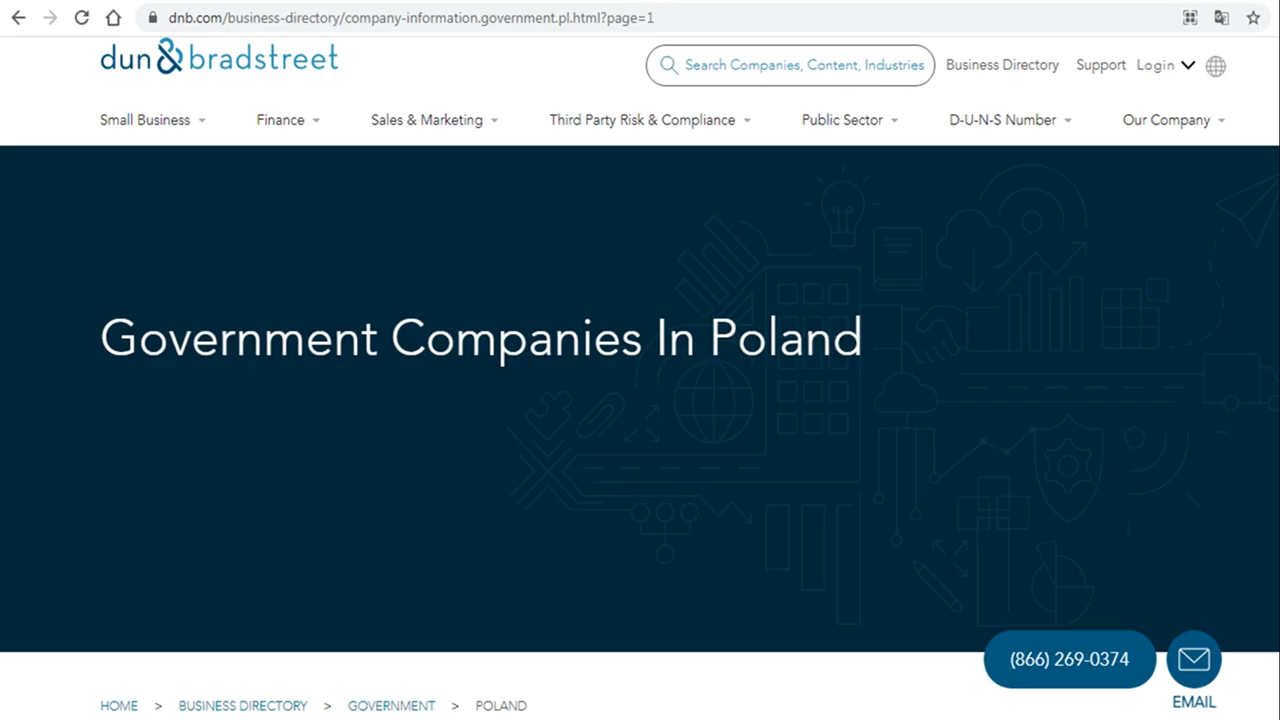 dnb.com/business-directory/company-information.government.pl.html?page=1
dun & bradstreet
Search Companies, Content, Industries
Business Directory
Support
Login
Small Business
Finance
Sales & Marketing
Third Party Risk & Compliance
Public Sector
D-U-N-S Number
Our Company
Government Companies In Poland
(866) 269-0374
EMAIL
HOME > BUSINESS DIRECTORY > GOVERNMENT > POLAND